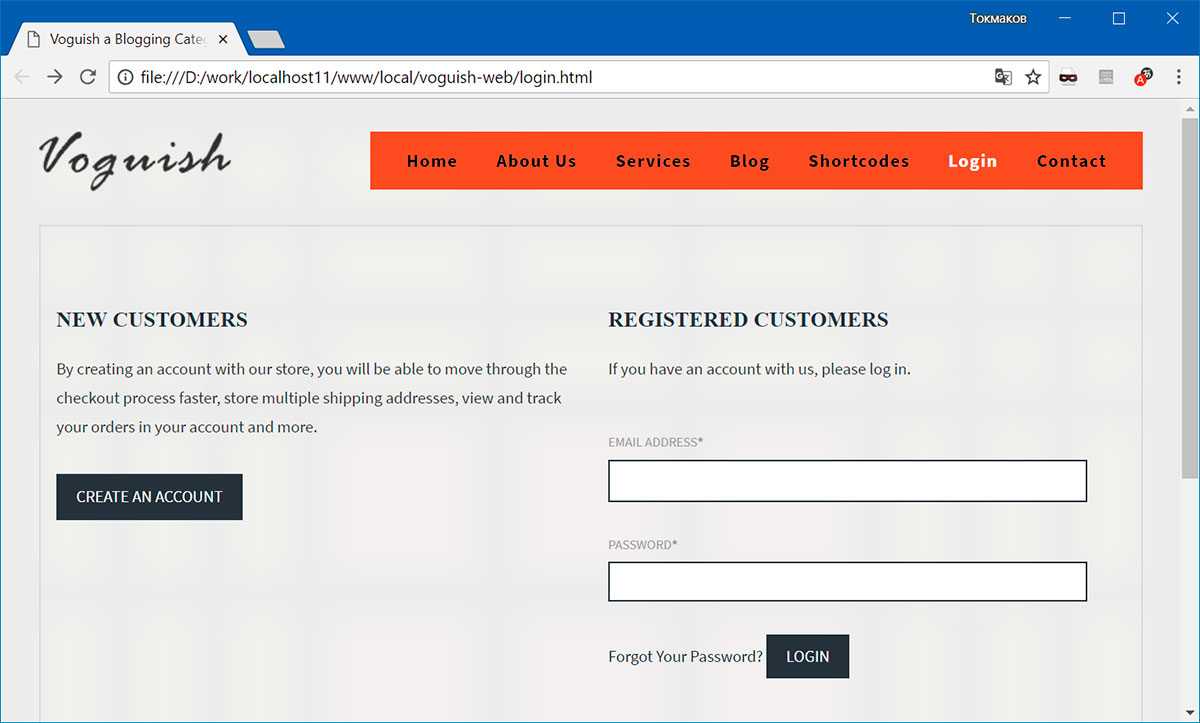 Токмаков
Voguish a Blogging Cate
file:///D:/work/localhost11/www/local/voguish-web/login.html
Voguish
Home About Us Services Blog Shortcodes Login Contact
NEW CUSTOMERS
By creating an account with our store, you will be able to move through the
checkout process faster, store multiple shipping addresses, view and track
your orders in your account and more.
CREATE AN ACCOUNT
REGISTERED CUSTOMERS
If you have an account with us, please log in.
EMAIL ADDRESS*
PASSWORD*
Forgot Your Password? LOGIN